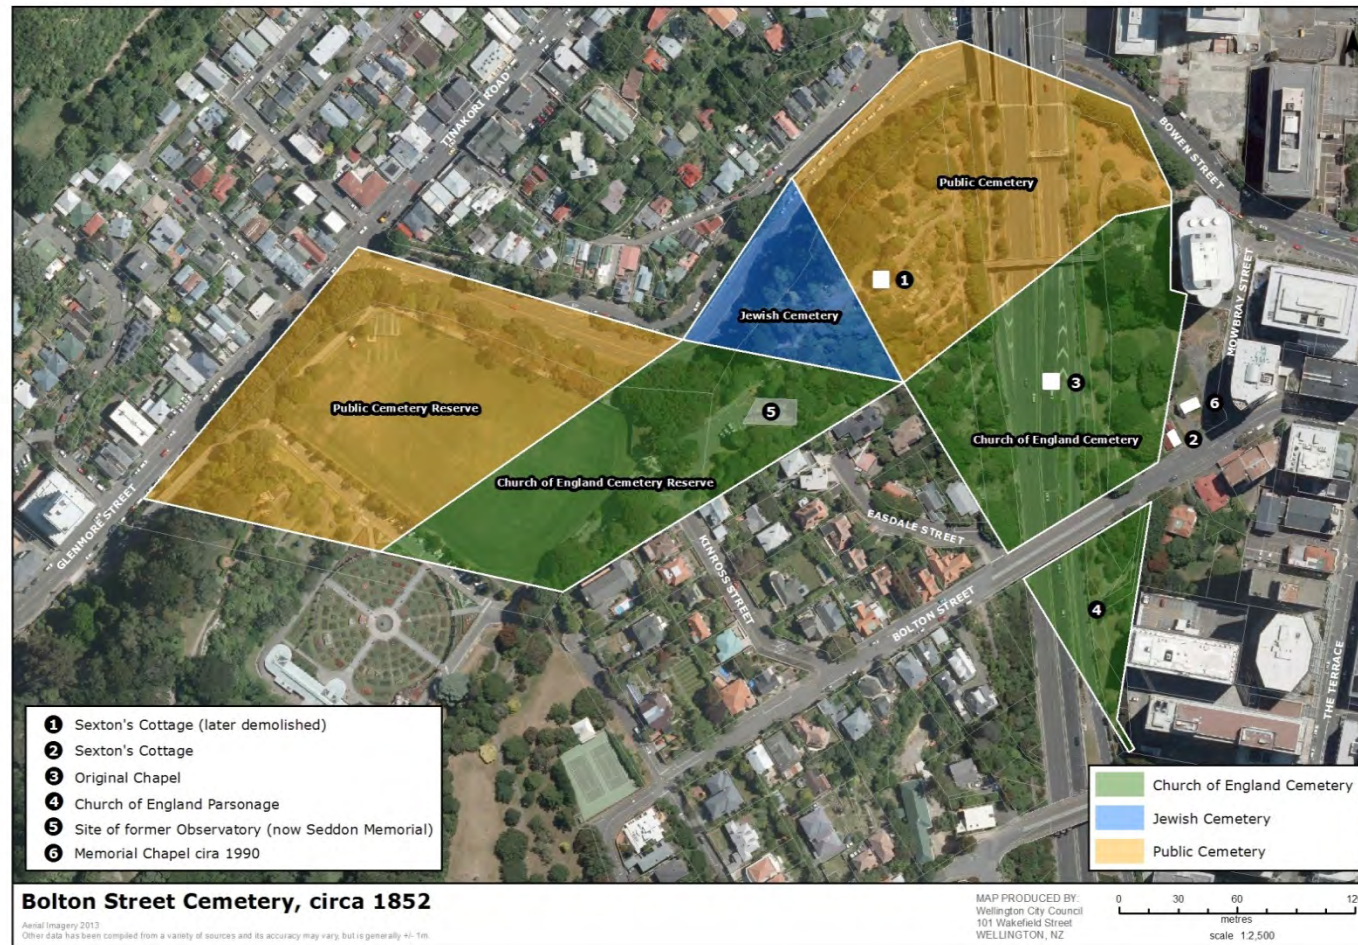 TINAKORI ROAD
BOWEN STREET
Public Cemetery
1
MOWBRAY STREET
Jewish Cemetery
3
6
Public Cemetery Reserve
5
2
Church of England Cemetery
Church of England Cemetery Reserve
GLENMORE STREET
EASDALE STREET
KINROSS STREET
BOLTON STREET
4
THE TERRACE
1 Sexton's Cottage (later demolished)
2 Sexton's Cottage
3 Original Chapel
4 Church of England Parsonage
5 Site of former Observatory (now Seddon Memorial)
6 Memorial Chapel cira 1990
Church of England Cemetery
Jewish Cemetery
Public Cemetery
Bolton Street Cemetery, circa 1852
Aerial Imagery 2013
Other data has been compiled from a variety of sources and its accuracy may vary, but is generally +/- 1m
MAP PRODUCED BY:
Wellington City Council
101 Wakefield Street
WELLINGTON, NZ
0 30 60
metres
scale 1:2,500